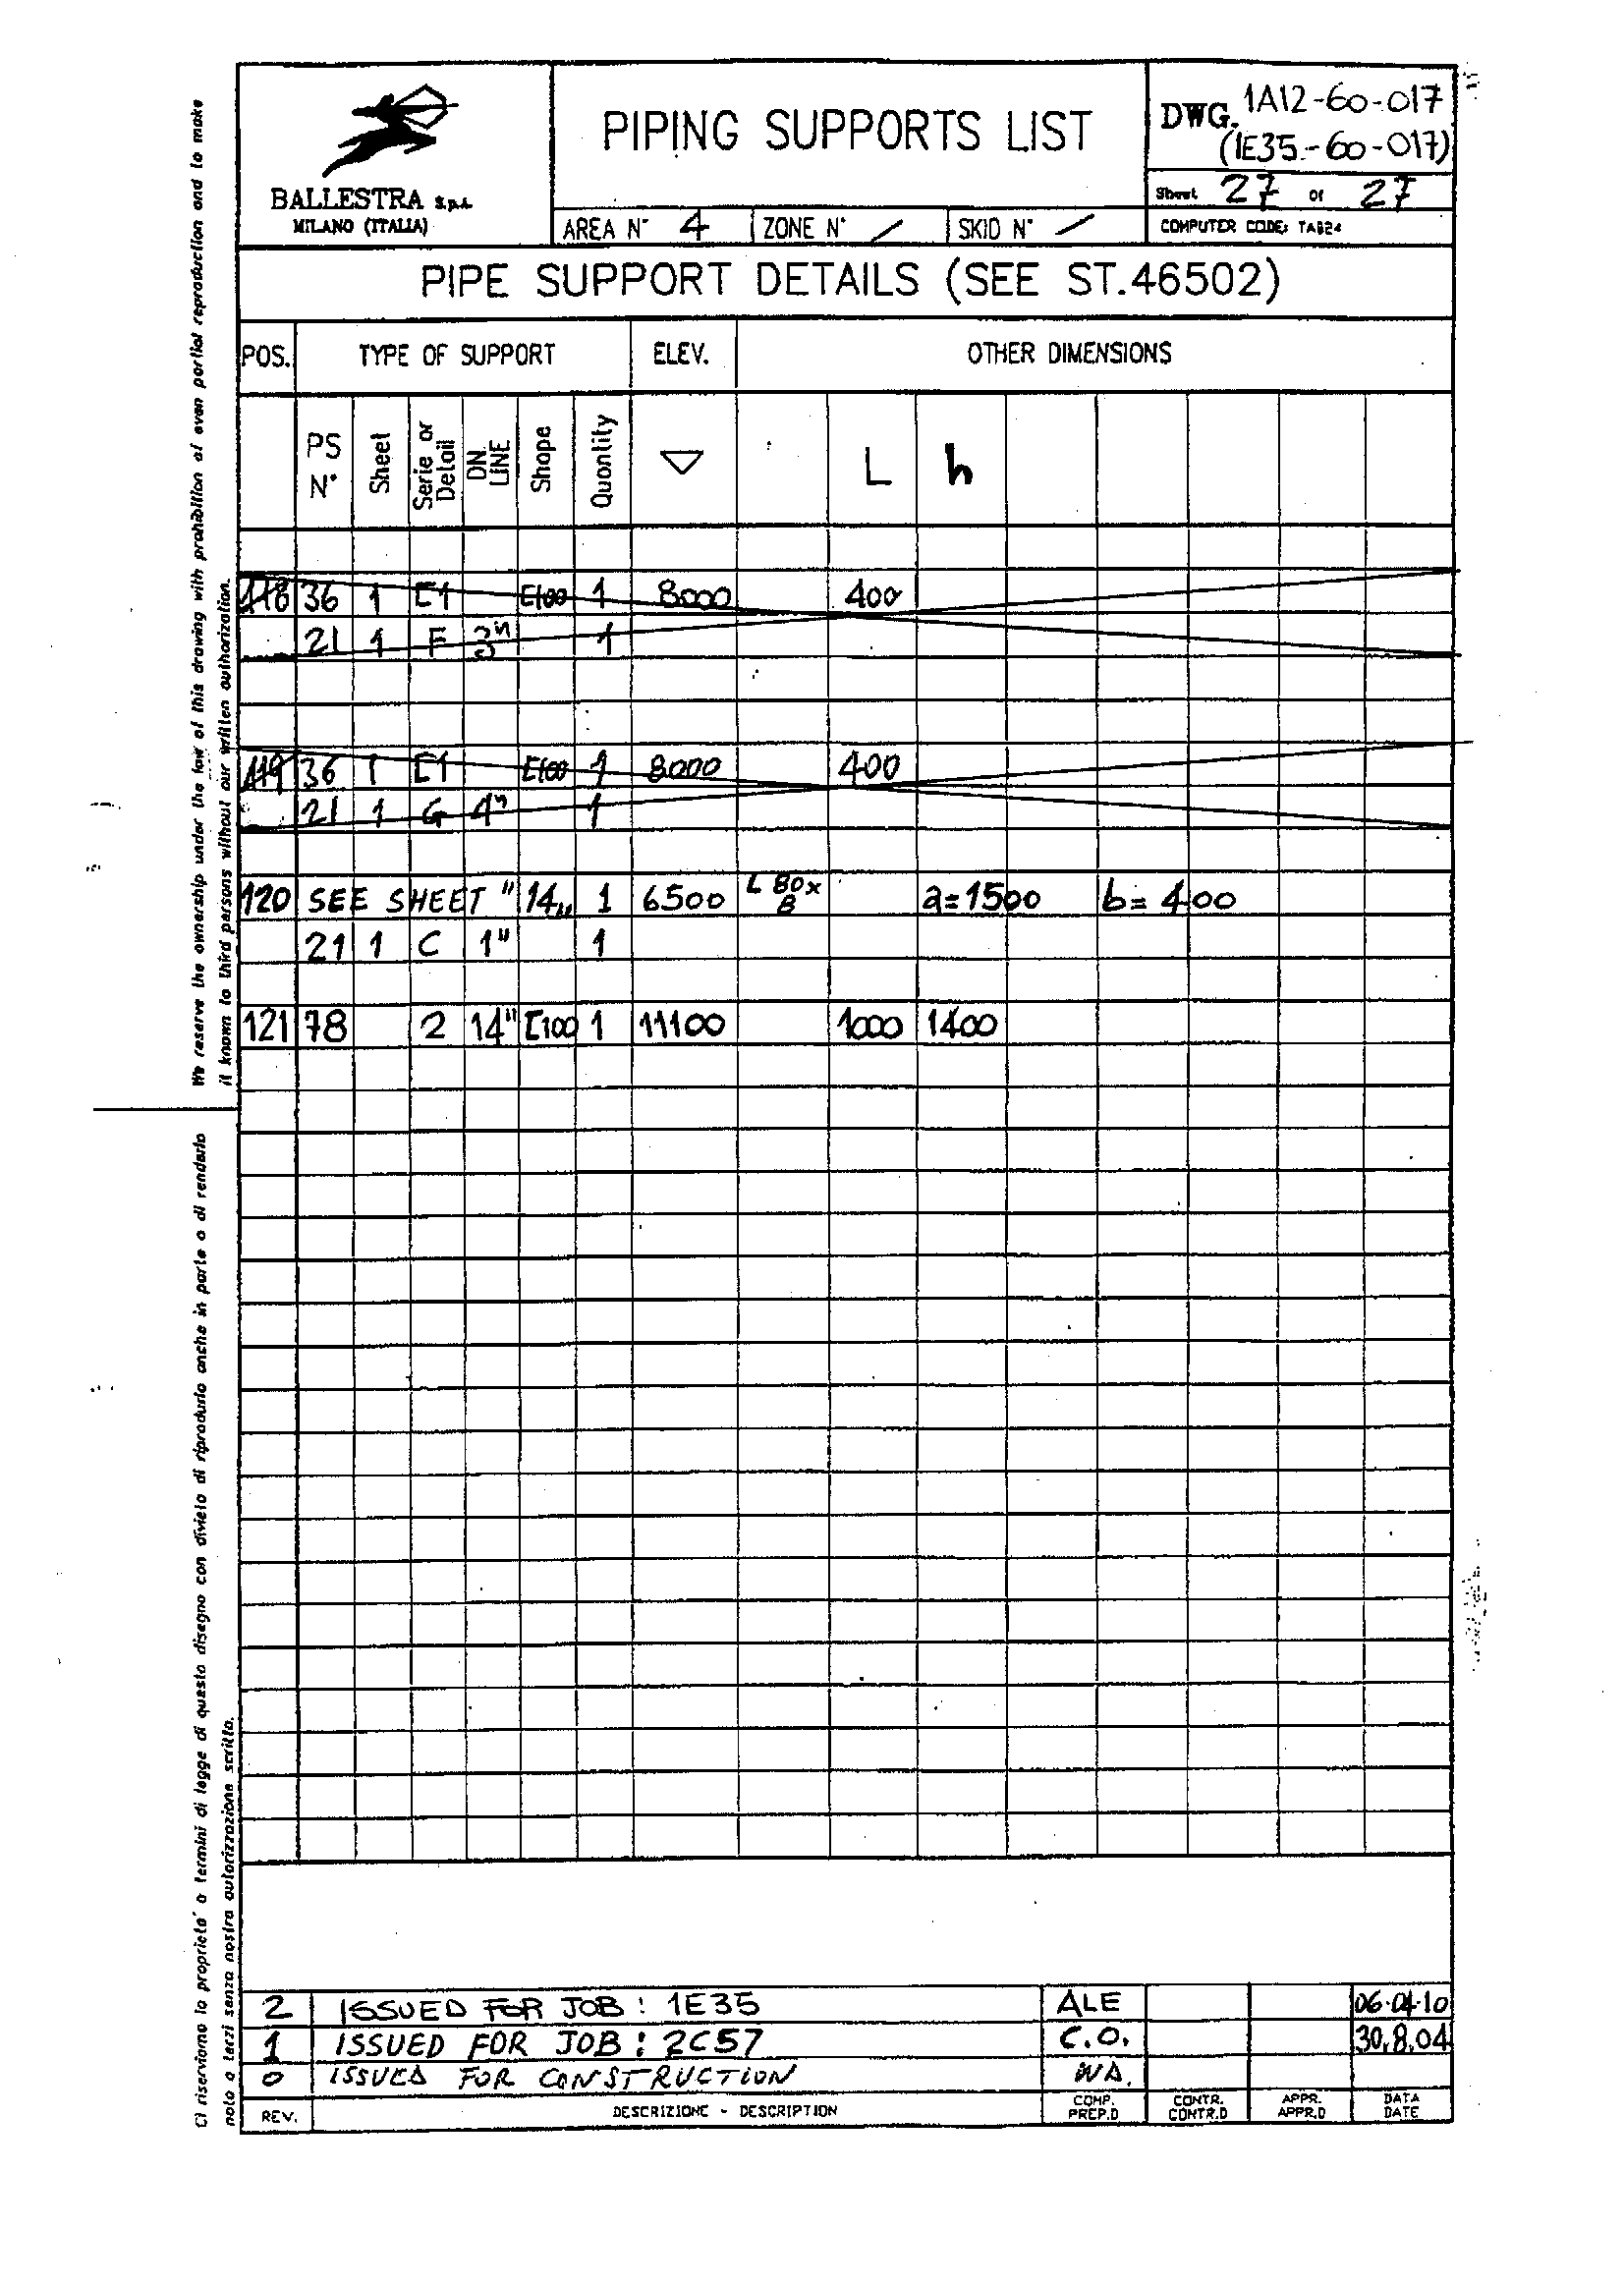 BALLESTRA S.p.A.
MILANO (ITALIA)
PIPING SUPPORTS LIST
DWG. 1A12-60-017
(1E35-60-017)
Sheet 27 of 27
AREA N° 4 ZONE N° / SKID N° /
COMPUTER CODE: TAB24
PIPE SUPPORT DETAILS (SEE ST.46502)
POS. TYPE OF SUPPORT ELEV. OTHER DIMENSIONS
PS N° Sheet Serie or Detail DN LINE Shape Quantity ▽ L h
118 36 1 E1 E100 1 8000 400
21 1 F 3" 1
119 36 1 E1 E100 1 8000 400
21 1 G 4" 1
120 SEE SHEET "14" 1 6500 L 80x8 a=1500 b=400
21 1 C 1" 1
121 78 2 14" [100 1 11100 1000 1400
2 ISSUED FOR JOB: 1E35 ALE 06.04.10
1 ISSUED FOR JOB: 2C57 C.O. 30.8.04
0 ISSUED FOR CONSTRUCTION WA.
REV. DESCRIZIONE - DESCRIPTION COMP. PREP.D CONTR. CONTR.D APPR. APPR.D DATA DATE
We reserve the ownership under the law of this drawing with prohibition of even partial reproduction and to make
it known to third parsons without our written authorization.
Ci riserviamo la proprieta' a termini di legge di questo disegno con divieto di riprodurlo anche in parte o di renderlo
noto a terzi senza nostra autorizzazione scritta.